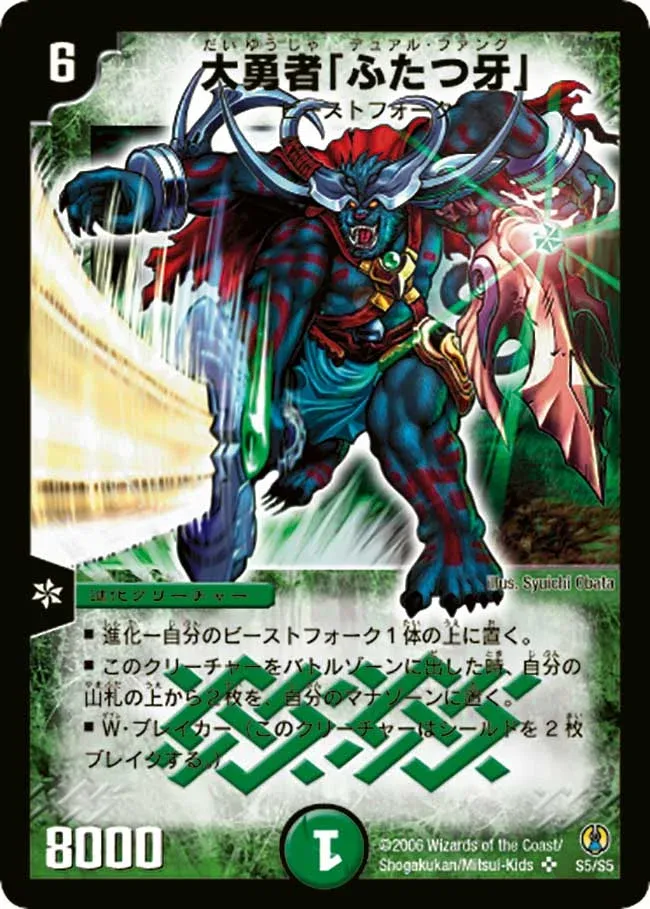 6
だいゆうしゃ デュアル・ファング
大勇者「ふたつ牙」
ビーストフォーク
illus. Syuichi Obata
進化クリーチャー
■ 進化ー自分のビーストフォーク1体の上に置く。
■ このクリーチャーをバトルゾーンに出した時、自分の
山札の上から2枚を、自分のマナゾーンに置く。
■ W・ブレイカー（このクリーチャーはシールドを2枚
ブレイクする。）
8000
1
©2006 Wizards of the Coast/
Shogakukan/Mitsui-Kids
S5/S5